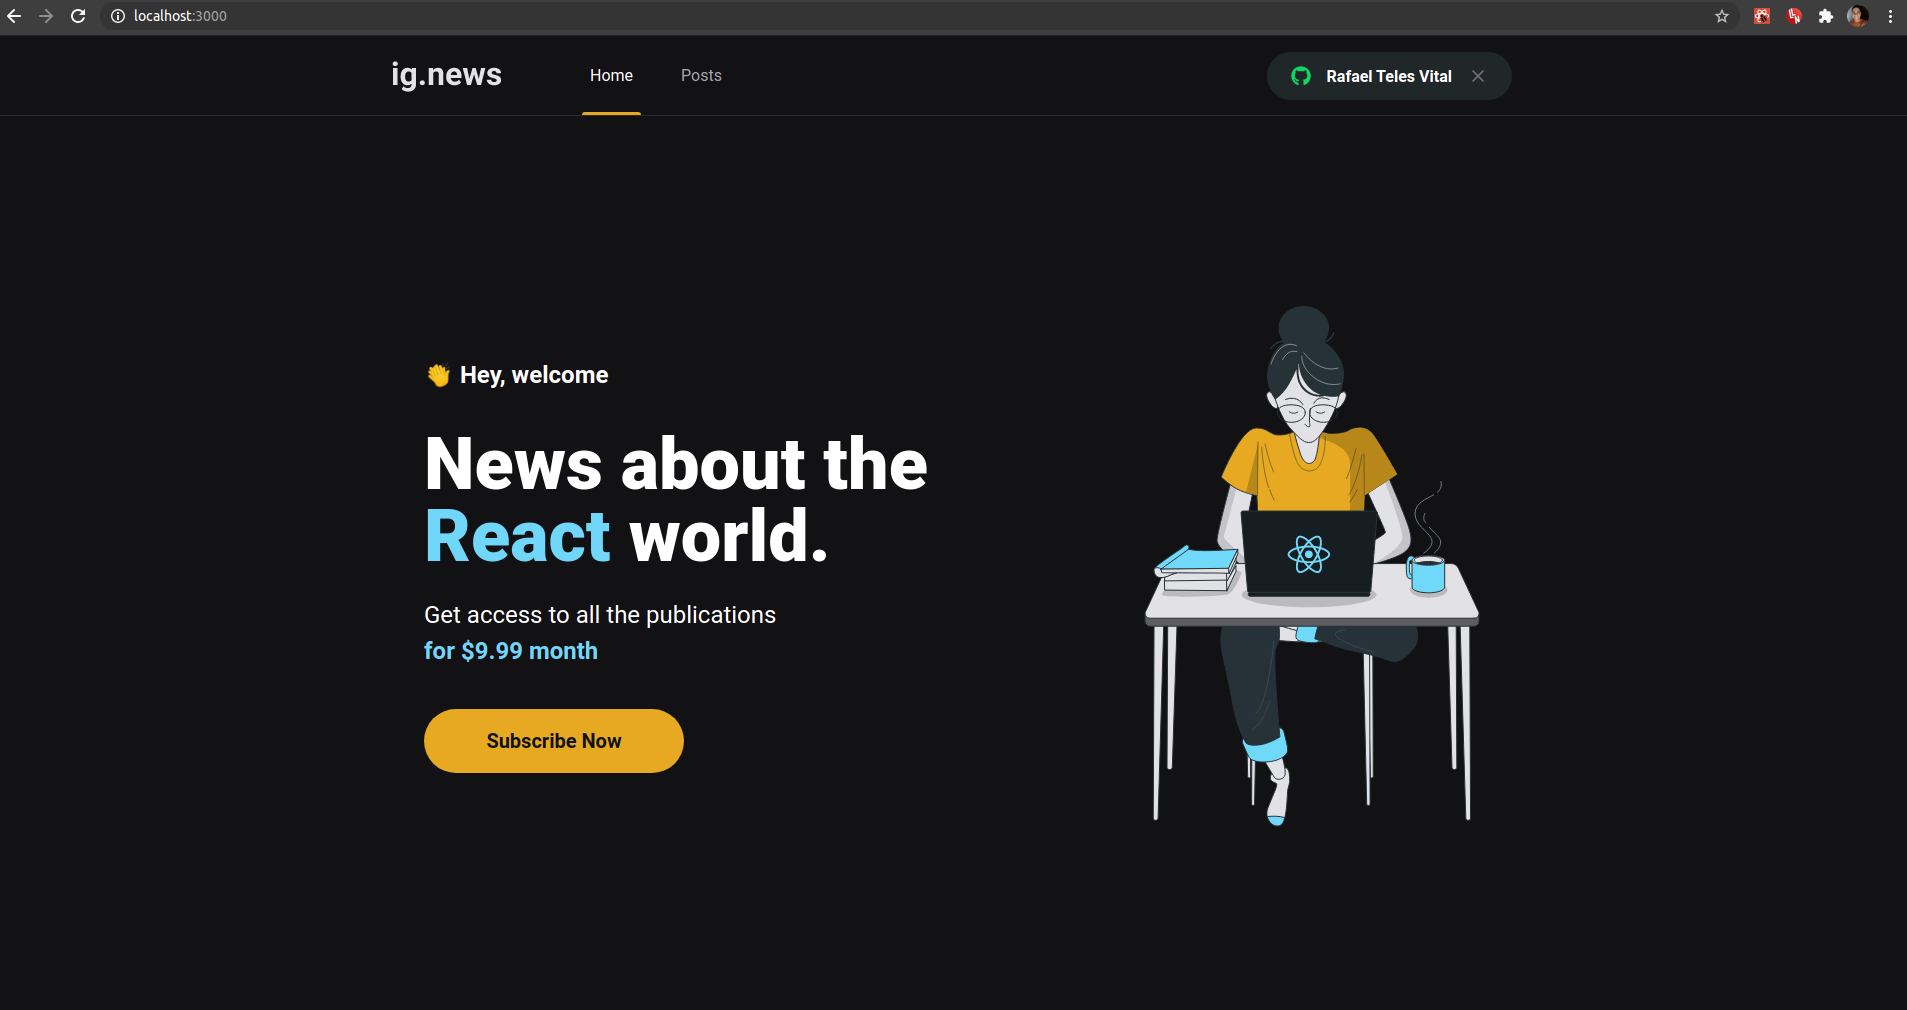 localhost:3000
ig.news
Home
Posts
Rafael Teles Vital
👏 Hey, welcome
News about the
React world.
Get access to all the publications
for $9.99 month
Subscribe Now